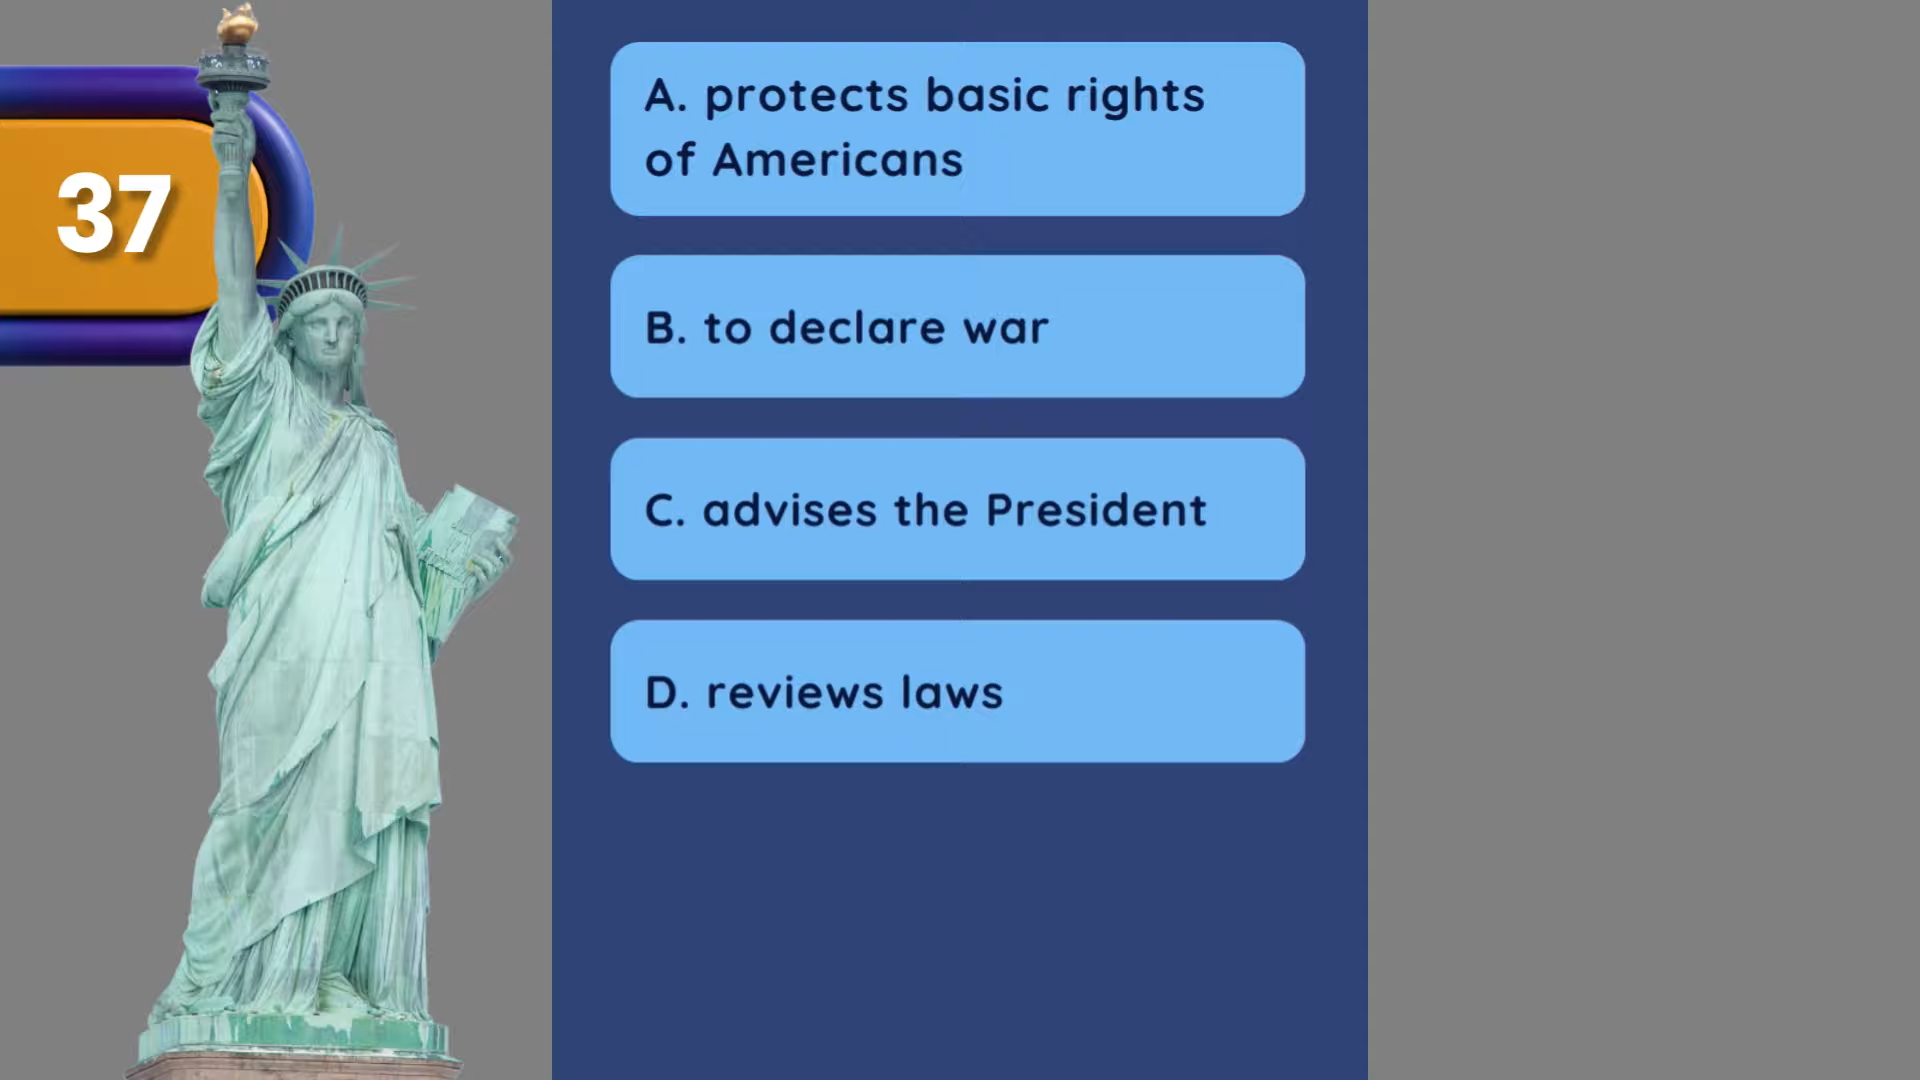 37
A. protects basic rights
of Americans
B. to declare war
C. advises the President
D. reviews laws